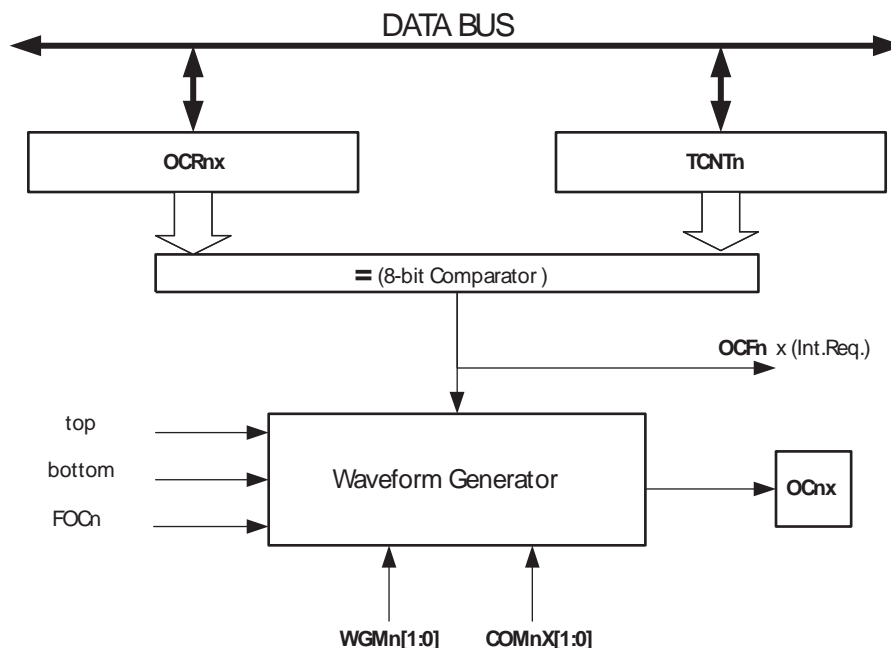 DATA BUS
OCRnx
TCNTn
= (8-bit Comparator )
OCFn x (Int.Req.)
top
bottom
FOCn
Waveform Generator
OCnx
WGMn[1:0]
COMnX[1:0]